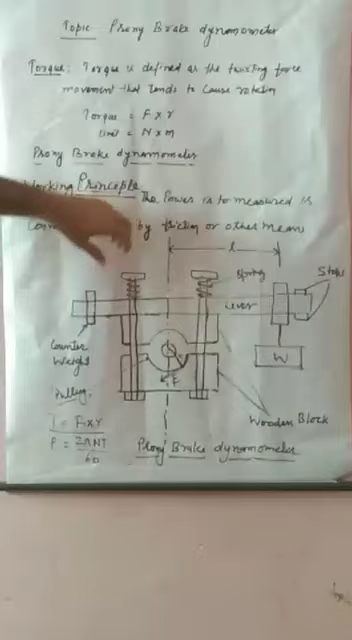 Topic Prony Brake dynamometer
Torque: Torque is defined as the twisting force
movement that tends to cause rotation
Torque = F x r
Unit = N x m
Prony Brake dynamometer
Working Principle The Power is to measured is
by friction or other means
l
Spring
Stops
Lever
Counter
Weight
W
Pulley
Wooden Block
T = F x r
P = 2πNT
60
Prony Brake dynamometer